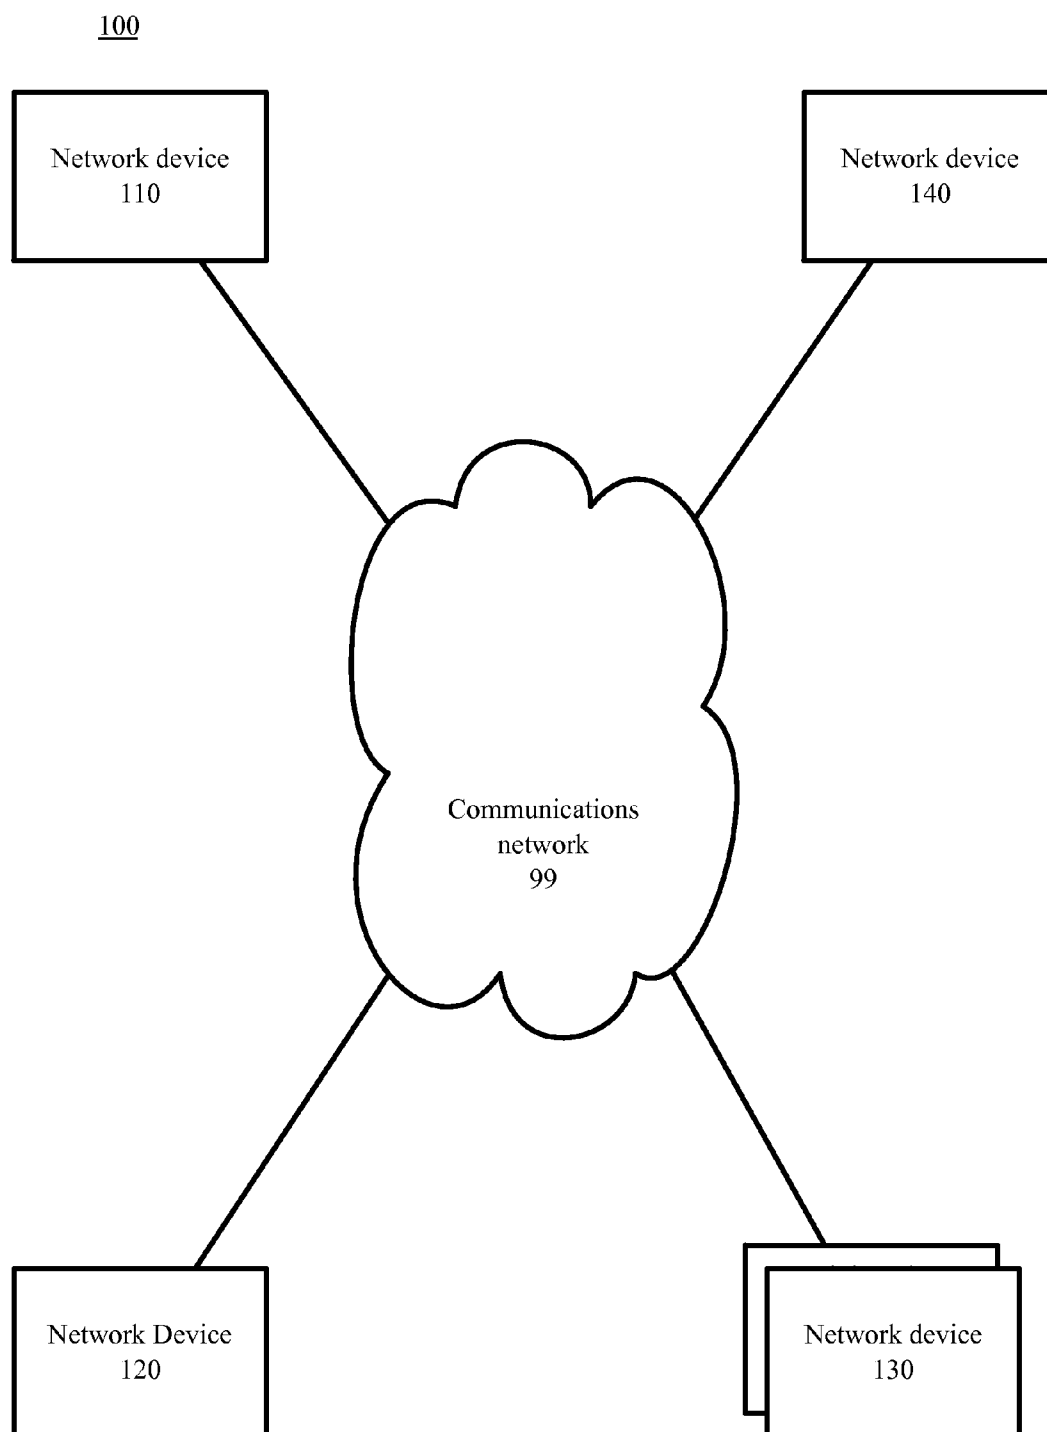 100
Network device
110
Network device
140
Communications
network
99
Network Device
120
Network device
130